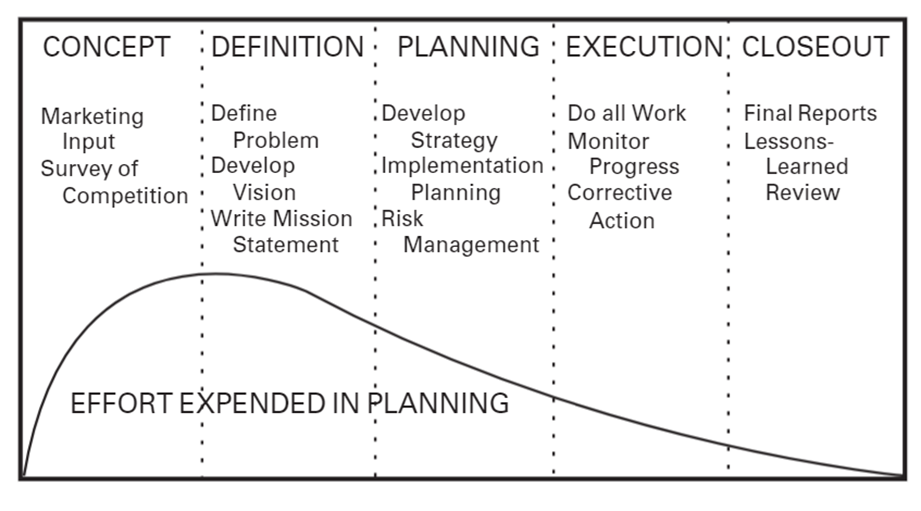 CONCEPT
DEFINITION
PLANNING
EXECUTION
CLOSEOUT
Marketing
Input
Survey of
Competition
Define
Problem
Develop
Vision
Write Mission
Statement
Develop
Strategy
Implementation
Planning
Risk
Management
Do all Work
Monitor
Progress
Corrective
Action
Final Reports
Lessons-
Learned
Review
EFFORT EXPENDED IN PLANNING